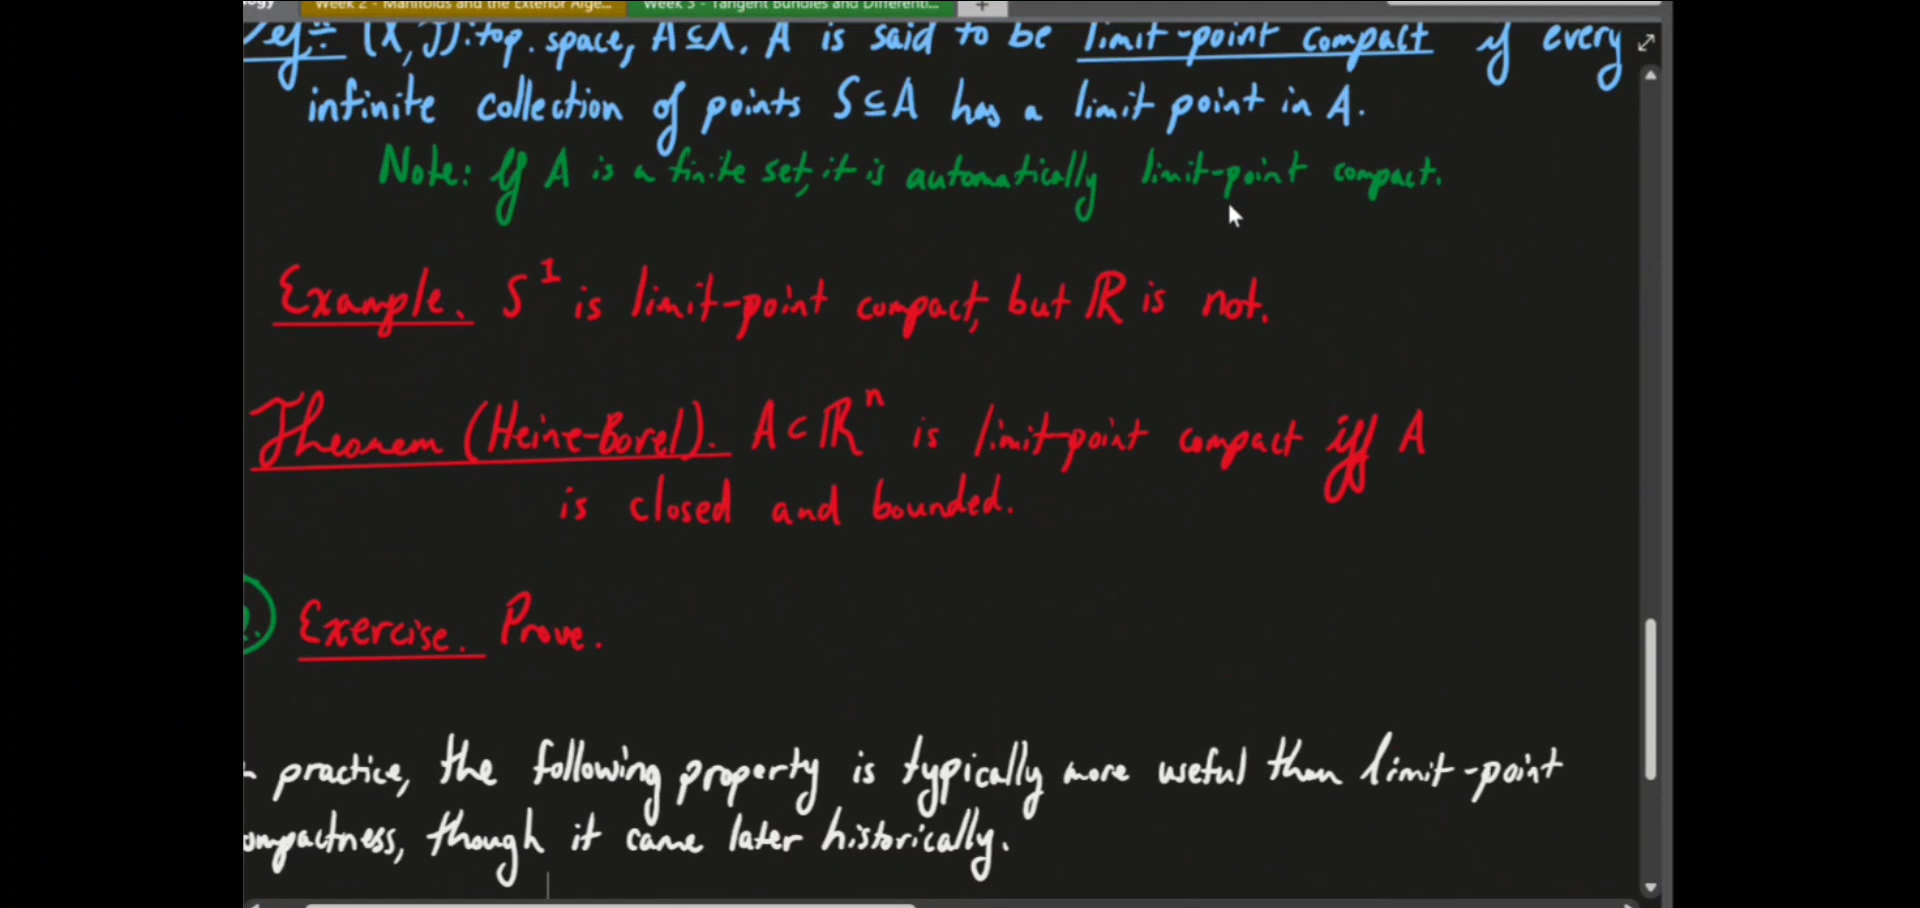 ogy Week 2 - Manifolds and the Exterior Alge... Week 3 - Tangent Bundles and Differenti... +
Def.n: (X, J): top. space, A ⊆ X. A is said to be limit-point compact if every
infinite collection of points S ⊆ A has a limit point in A.
Note: If A is a finite set, it is automatically limit-point compact.
Example. S¹ is limit-point compact, but ℝ is not.
Theorem (Heine-Borel). A ⊂ ℝⁿ is limit-point compact iff A
is closed and bounded.
Exercise. Prove.
practice, the following property is typically more useful than limit-point
ompactness, though it came later historically.